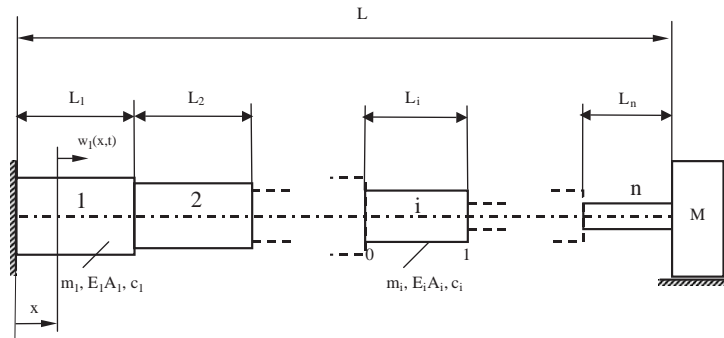 L
L₁ L₂ Lᵢ Lₙ
w₁(x,t)
1 2 i n M
0 1
m₁, E₁A₁, c₁ mᵢ, EᵢAᵢ, cᵢ
x